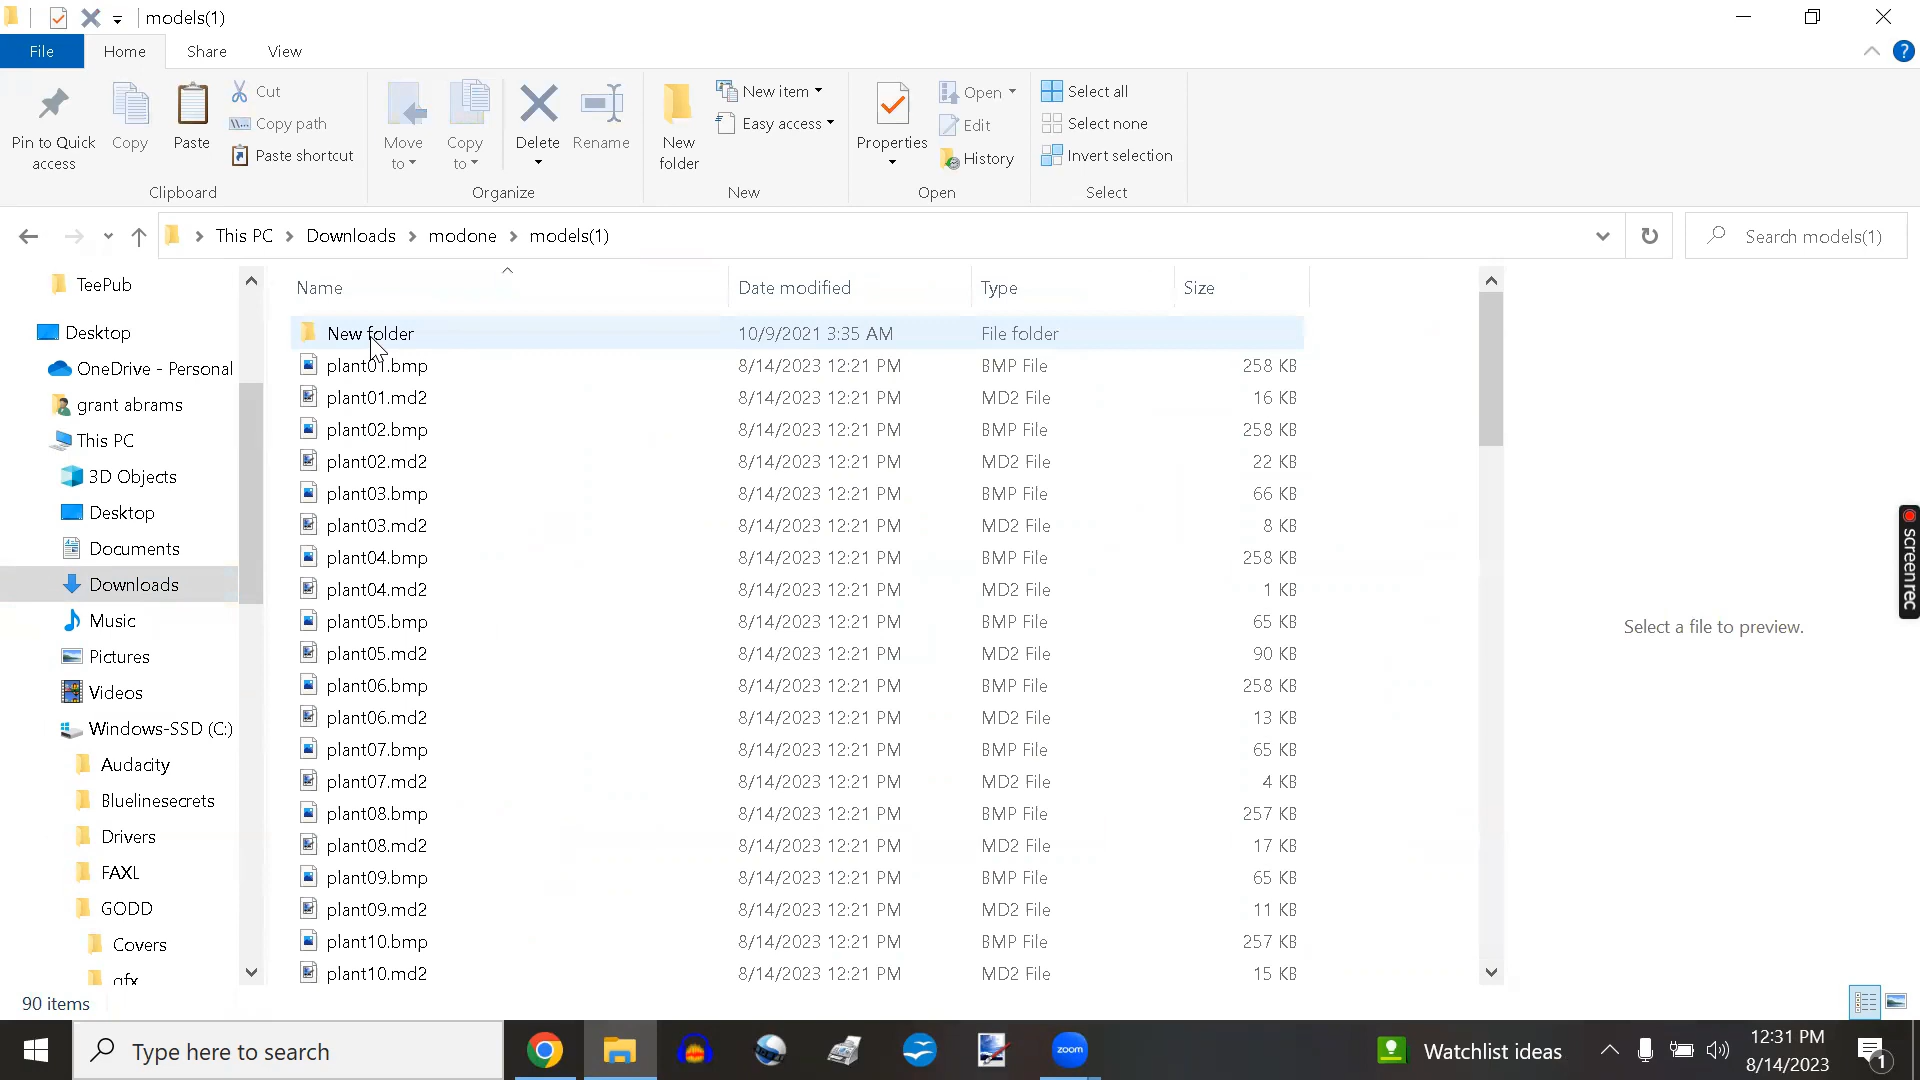 models(1)
File
Home
Share
View
?
Pin to Quick access
Copy
Paste
Cut
Copy path
Paste shortcut
Clipboard
Move to
Copy to
Delete
Rename
Organize
New folder
New item
Easy access
New
Properties
Open
Edit
History
Open
Select all
Select none
Invert selection
Select
This PC > Downloads > modone > models(1)
Search models(1)
TeePub
Desktop
OneDrive - Personal
grant abrams
This PC
3D Objects
Desktop
Documents
Downloads
Music
Pictures
Videos
Windows-SSD (C:)
Audacity
Bluelinesecrets
Drivers
FAXL
GODD
Covers
gfx
Name Date modified Type Size
New folder 10/9/2021 3:35 AM File folder
plant01.bmp 8/14/2023 12:21 PM BMP File 258 KB
plant01.md2 8/14/2023 12:21 PM MD2 File 16 KB
plant02.bmp 8/14/2023 12:21 PM BMP File 258 KB
plant02.md2 8/14/2023 12:21 PM MD2 File 22 KB
plant03.bmp 8/14/2023 12:21 PM BMP File 66 KB
plant03.md2 8/14/2023 12:21 PM MD2 File 8 KB
plant04.bmp 8/14/2023 12:21 PM BMP File 258 KB
plant04.md2 8/14/2023 12:21 PM MD2 File 1 KB
plant05.bmp 8/14/2023 12:21 PM BMP File 65 KB
plant05.md2 8/14/2023 12:21 PM MD2 File 90 KB
plant06.bmp 8/14/2023 12:21 PM BMP File 258 KB
plant06.md2 8/14/2023 12:21 PM MD2 File 13 KB
plant07.bmp 8/14/2023 12:21 PM BMP File 65 KB
plant07.md2 8/14/2023 12:21 PM MD2 File 4 KB
plant08.bmp 8/14/2023 12:21 PM BMP File 257 KB
plant08.md2 8/14/2023 12:21 PM MD2 File 17 KB
plant09.bmp 8/14/2023 12:21 PM BMP File 65 KB
plant09.md2 8/14/2023 12:21 PM MD2 File 11 KB
plant10.bmp 8/14/2023 12:21 PM BMP File 257 KB
plant10.md2 8/14/2023 12:21 PM MD2 File 15 KB
Select a file to preview.
screenrec
90 items
Type here to search
zoom
Watchlist ideas
12:31 PM
8/14/2023
1